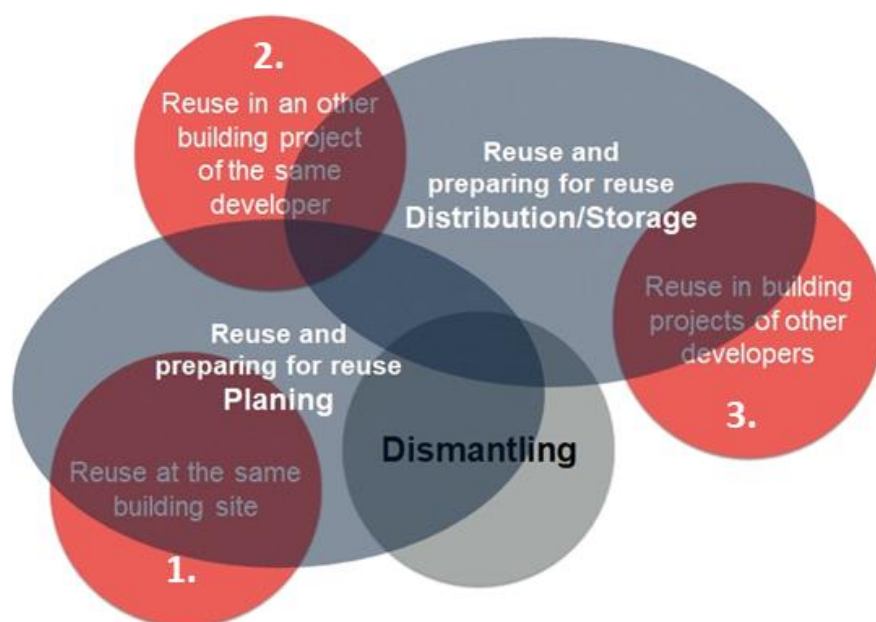 2.
Reuse in an other
building project
of the same
developer
Reuse and
preparing for reuse
Distribution/Storage
Reuse in building
projects of other
developers
3.
Reuse and
preparing for reuse
Planing
Dismantling
Reuse at the same
building site
1.